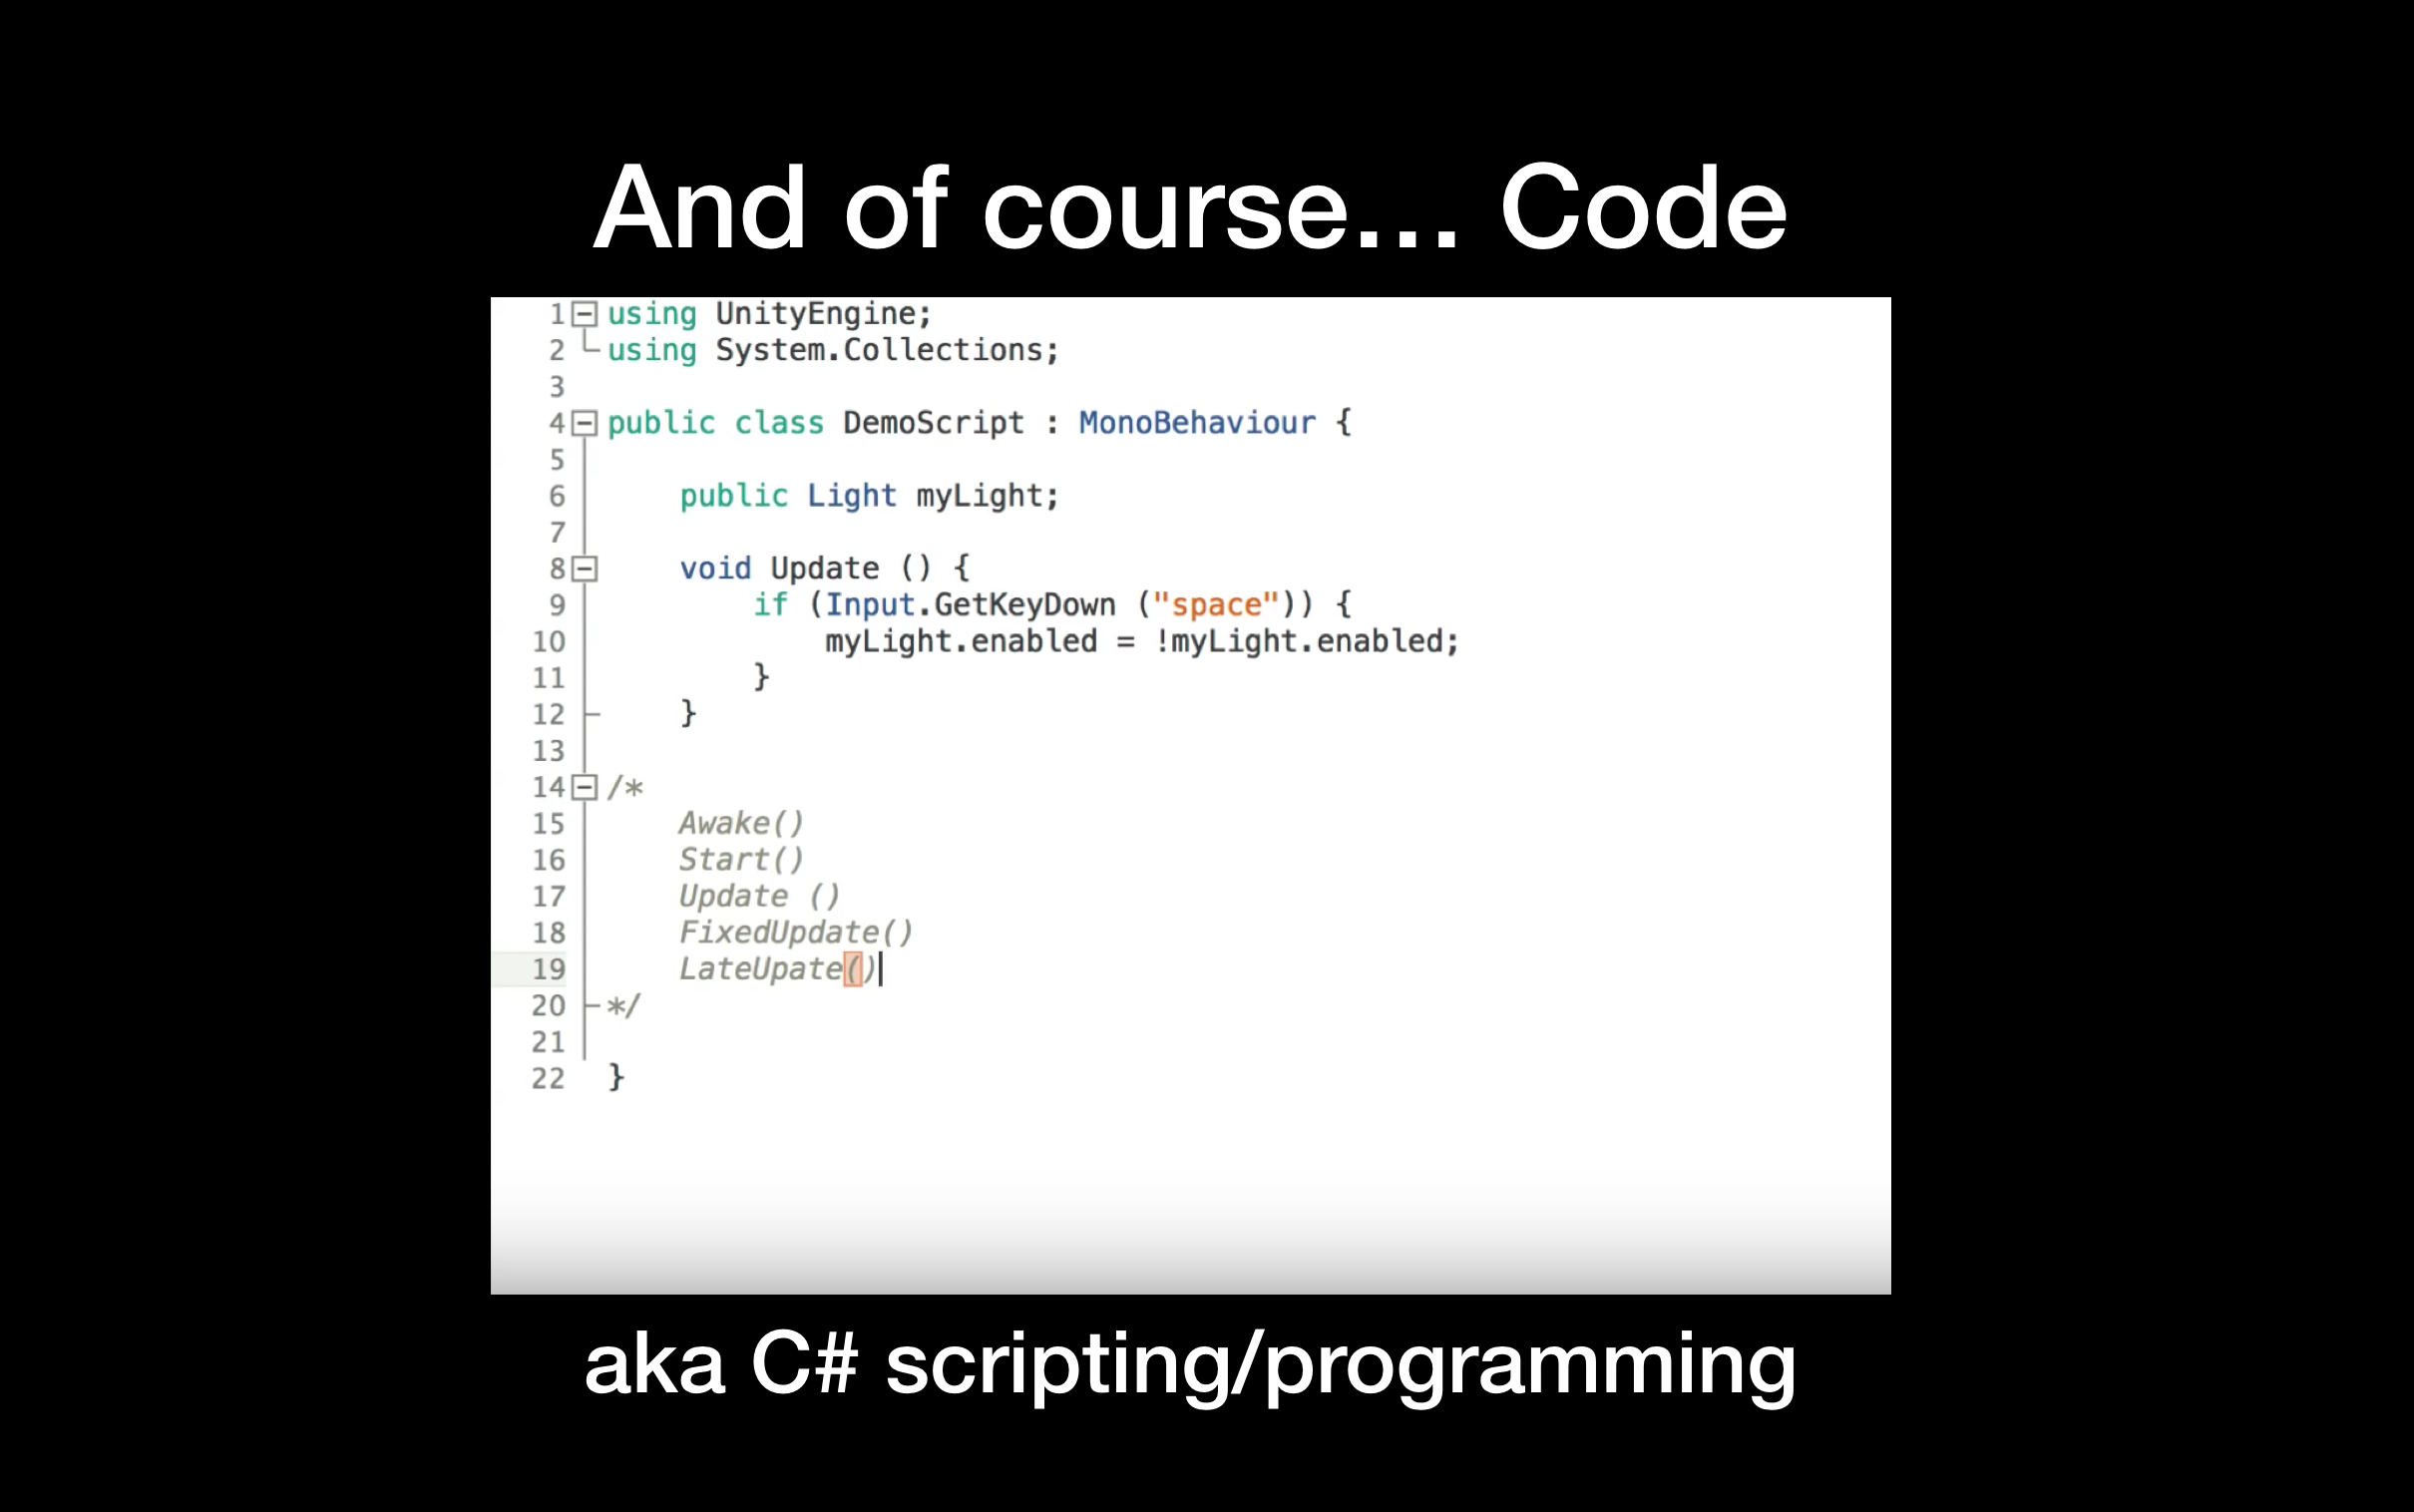 And of course... Code
1 using UnityEngine;
2 using System.Collections;
3
4 public class DemoScript : MonoBehaviour {
5
6     public Light myLight;
7
8     void Update () {
9         if (Input.GetKeyDown ("space")) {
10             myLight.enabled = !myLight.enabled;
11         }
12     }
13
14 /*
15     Awake()
16     Start()
17     Update ()
18     FixedUpdate()
19     LateUpate()
20 */
21
22 }
aka C# scripting/programming